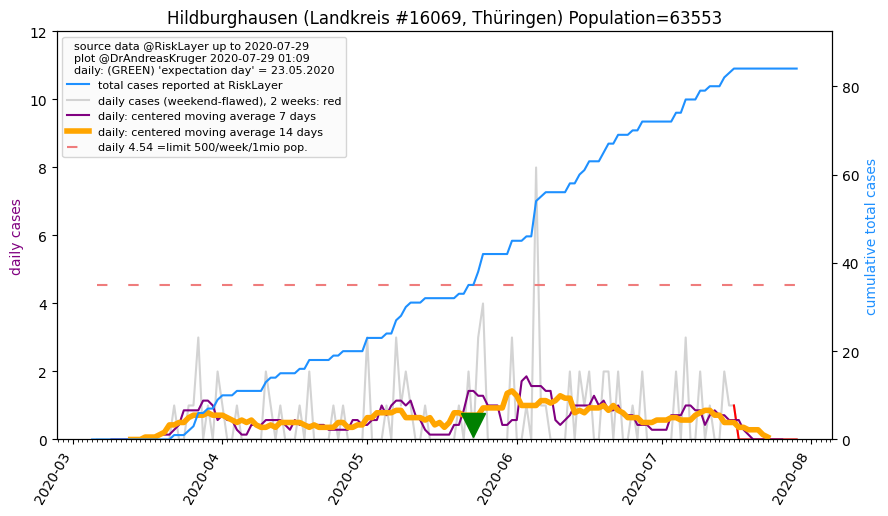 Hildburghausen (Landkreis #16069, Thüringen) Population=63553
source data @RiskLayer up to 2020-07-29
plot @DrAndreasKruger 2020-07-29 01:09
daily: (GREEN) 'expectation day' = 23.05.2020
total cases reported at RiskLayer
daily cases (weekend-flawed), 2 weeks: red
daily: centered moving average 7 days
daily: centered moving average 14 days
daily 4.54 =limit 500/week/1mio pop.
daily cases
12
10
8
6
4
2
0
cumulative total cases
80
60
40
20
0
2020-03
2020-04
2020-05
2020-06
2020-07
2020-08